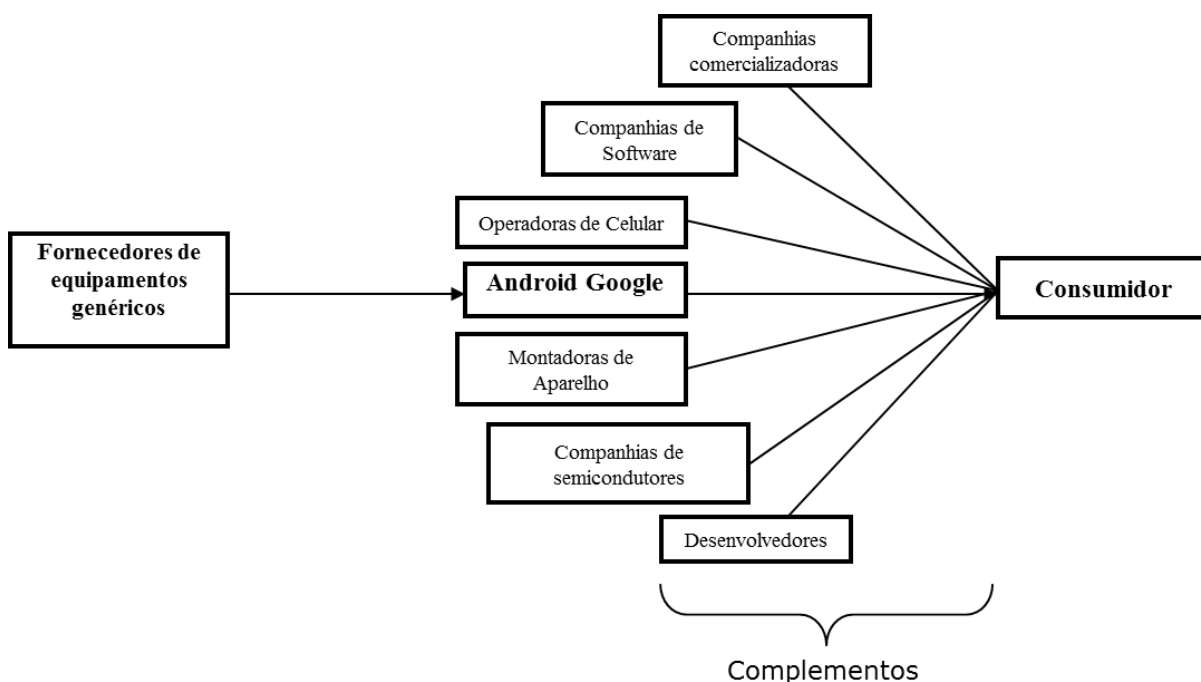 Companhias
comercializadoras
Companhias de
Software
Operadoras de Celular
Fornecedores de
equipamentos
genéricos
Android Google
Consumidor
Montadoras de
Aparelho
Companhias de
semicondutores
Desenvolvedores
Complementos